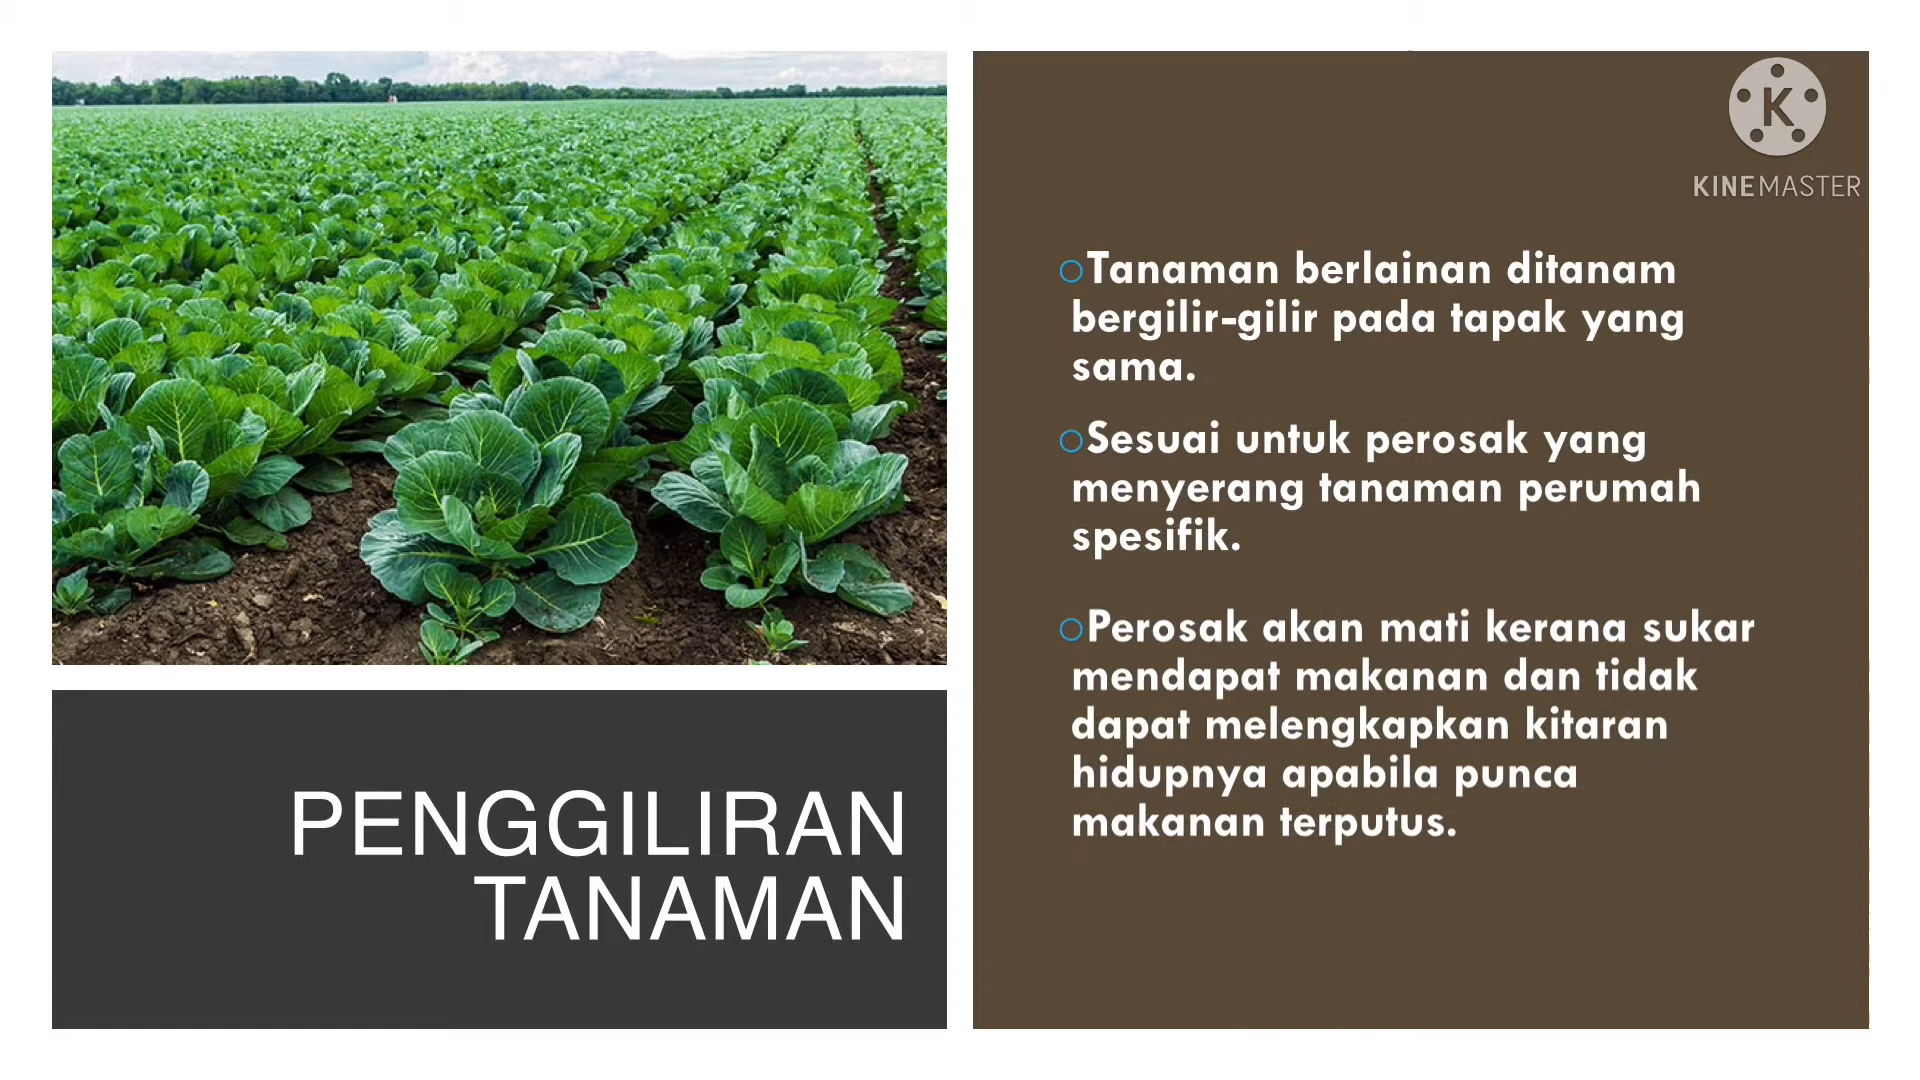 KINEMASTER
○Tanaman berlainan ditanam
bergilir-gilir pada tapak yang
sama.
○Sesuai untuk perosak yang
menyerang tanaman perumah
spesifik.
○Perosak akan mati kerana sukar
mendapat makanan dan tidak
dapat melengkapkan kitaran
hidupnya apabila punca
makanan terputus.
PENGGILIRAN
TANAMAN